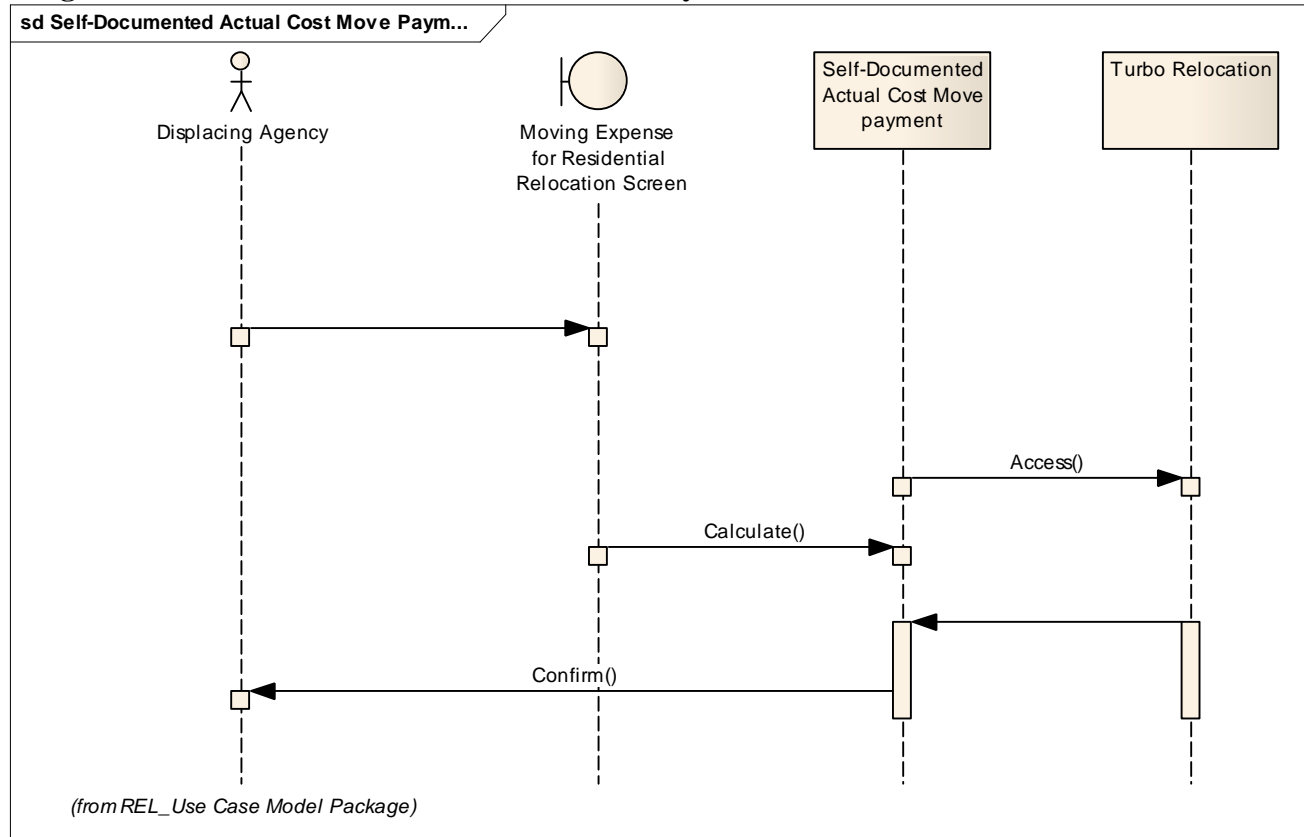 sd Self-Documented Actual Cost Move Paym...
Displacing Agency
Moving Expense
for Residential
Relocation Screen
Self-Documented
Actual Cost Move
payment
Turbo Relocation
Access()
Calculate()
Confirm()
(from REL_Use Case Model Package)